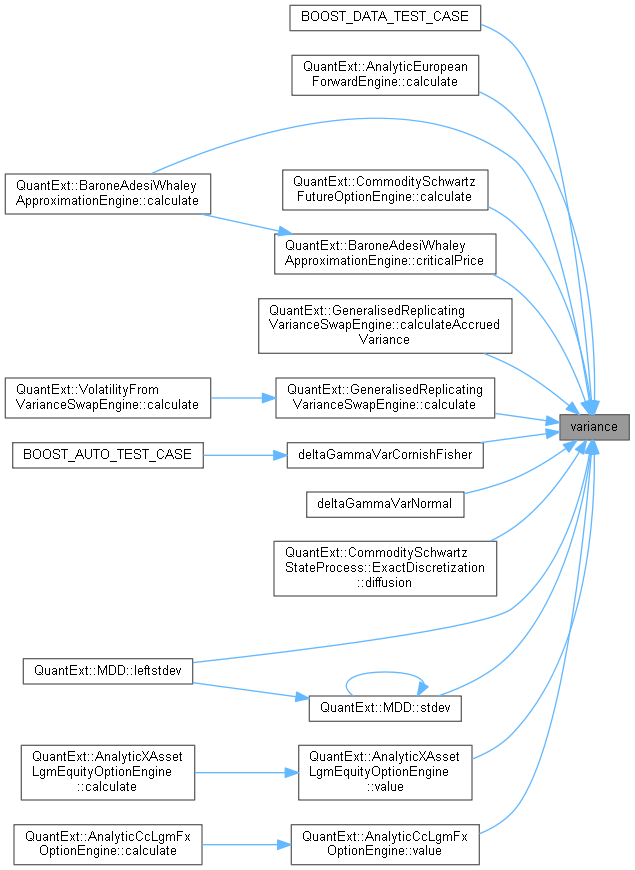 BOOST_DATA_TEST_CASE
QuantExt::AnalyticEuropean
ForwardEngine::calculate
QuantExt::BaroneAdesiWhaley
ApproximationEngine::calculate
QuantExt::CommoditySchwartz
FutureOptionEngine::calculate
QuantExt::BaroneAdesiWhaley
ApproximationEngine::criticalPrice
QuantExt::GeneralisedReplicating
VarianceSwapEngine::calculateAccrued
Variance
QuantExt::VolatilityFrom
VarianceSwapEngine::calculate
QuantExt::GeneralisedReplicating
VarianceSwapEngine::calculate
variance
BOOST_AUTO_TEST_CASE
deltaGammaVarCornishFisher
deltaGammaVarNormal
QuantExt::CommoditySchwartz
StateProcess::ExactDiscretization
::diffusion
QuantExt::MDD::leftstdev
QuantExt::MDD::stdev
QuantExt::AnalyticXAsset
LgmEquityOptionEngine
::calculate
QuantExt::AnalyticXAsset
LgmEquityOptionEngine
::value
QuantExt::AnalyticCcLgmFx
OptionEngine::calculate
QuantExt::AnalyticCcLgmFx
OptionEngine::value